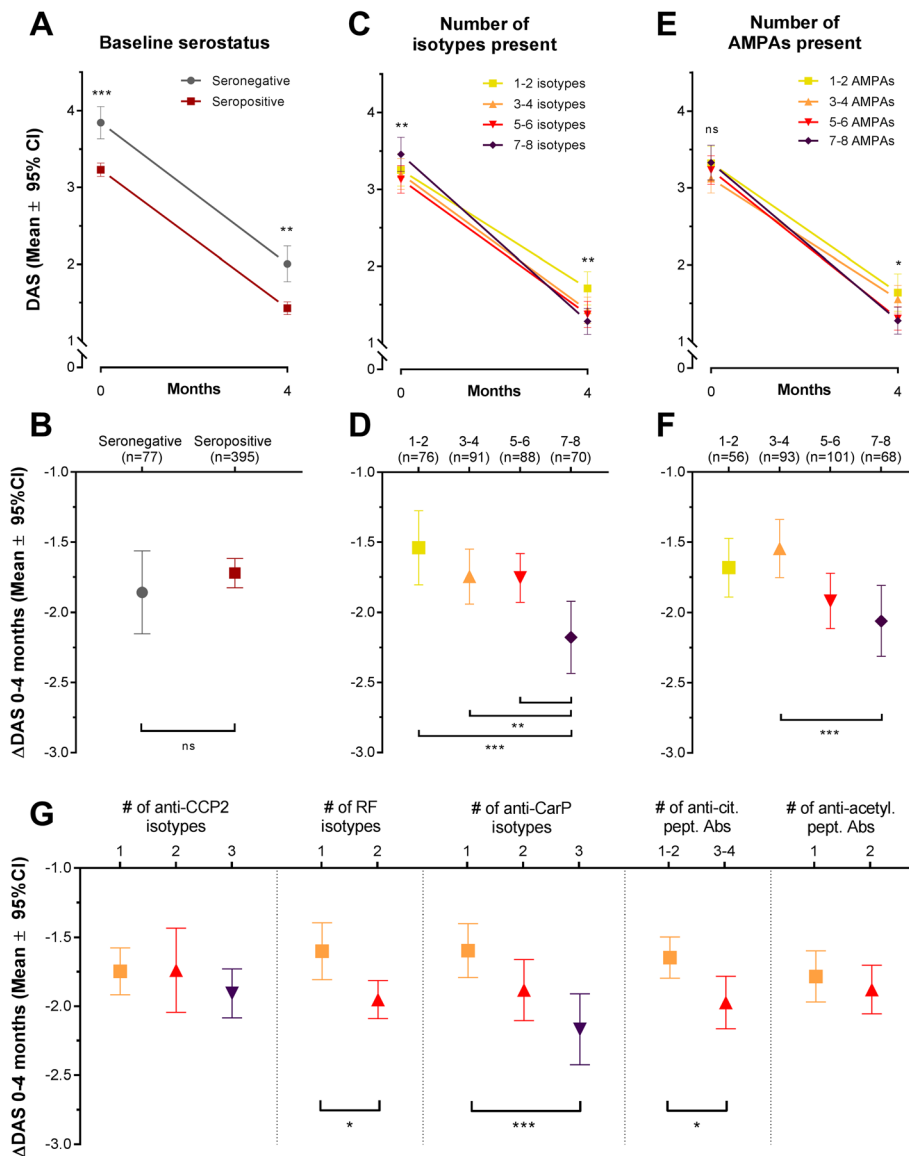 A
Baseline serostatus
Seronegative
Seropositive
DAS (Mean ± 95% CI)
4
3
2
1
0
***
**
0
Months
4
C
Number of
isotypes present
1-2 isotypes
3-4 isotypes
5-6 isotypes
7-8 isotypes
4
3
2
1
0
**
**
0
Months
4
E
Number of
AMPAs present
1-2 AMPAs
3-4 AMPAs
5-6 AMPAs
7-8 AMPAs
4
3
2
1
0
ns
*
0
Months
4
B
Seronegative
(n=77)
Seropositive
(n=395)
ΔDAS 0-4 months (Mean ± 95%CI)
-1.0
-1.5
-2.0
-2.5
-3.0
ns
D
1-2 3-4 5-6 7-8
(n=76) (n=91) (n=88) (n=70)
-1.0
-1.5
-2.0
-2.5
-3.0
**
***
F
1-2 3-4 5-6 7-8
(n=56) (n=93) (n=101) (n=68)
-1.0
-1.5
-2.0
-2.5
-3.0
***
G
ΔDAS 0-4 months (Mean ± 95%CI)
-1.0
-1.5
-2.0
-2.5
-3.0
# of anti-CCP2
isotypes
1 2 3
# of RF
isotypes
1 2
*
# of anti-CarP
isotypes
1 2 3
***
# of anti-cit.
pept. Abs
1-2 3-4
*
# of anti-acetyl.
pept. Abs
1 2